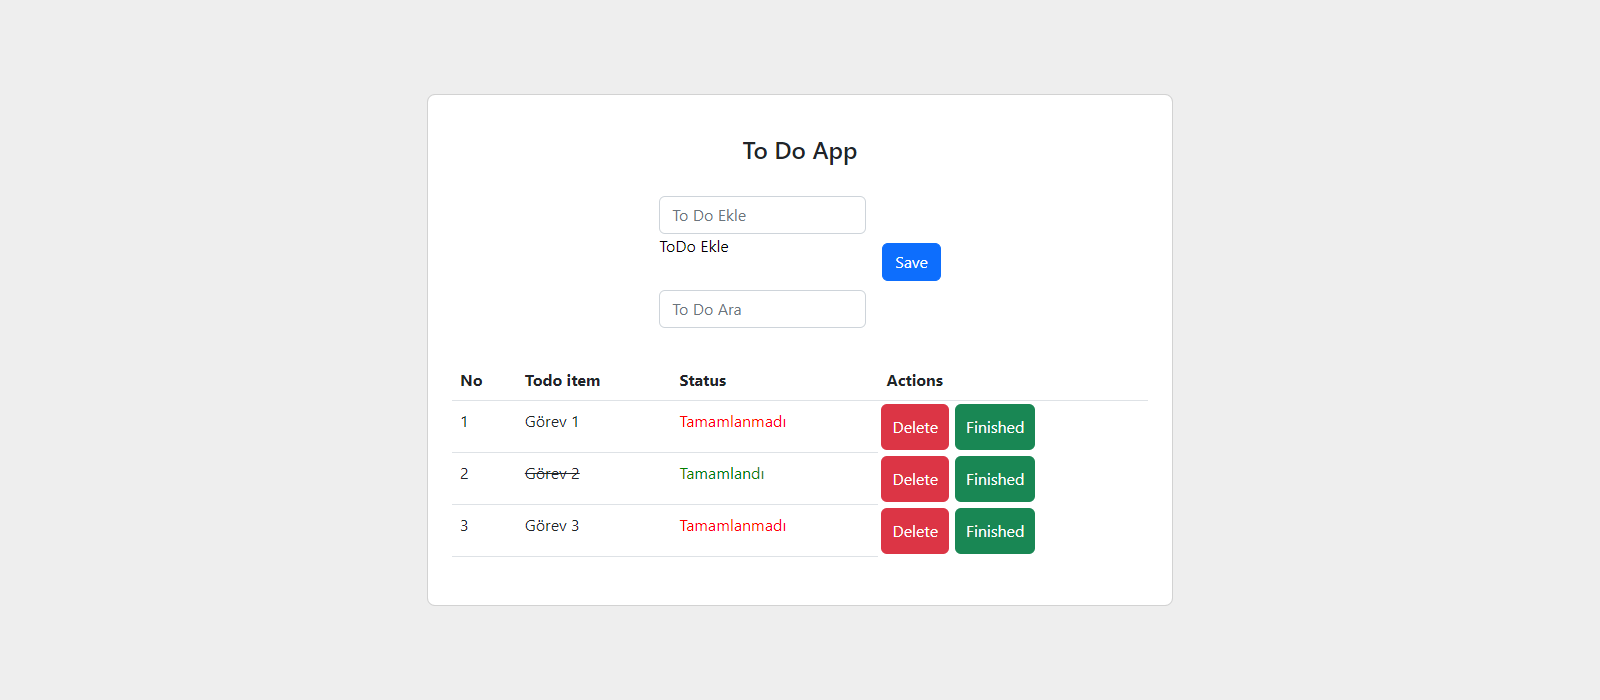 To Do App
To Do Ekle
ToDo Ekle
Save
To Do Ara
No Todo item Status Actions
1 Görev 1 Tamamlanmadı Delete Finished
2 Görev 2 Tamamlandı Delete Finished
3 Görev 3 Tamamlanmadı Delete Finished